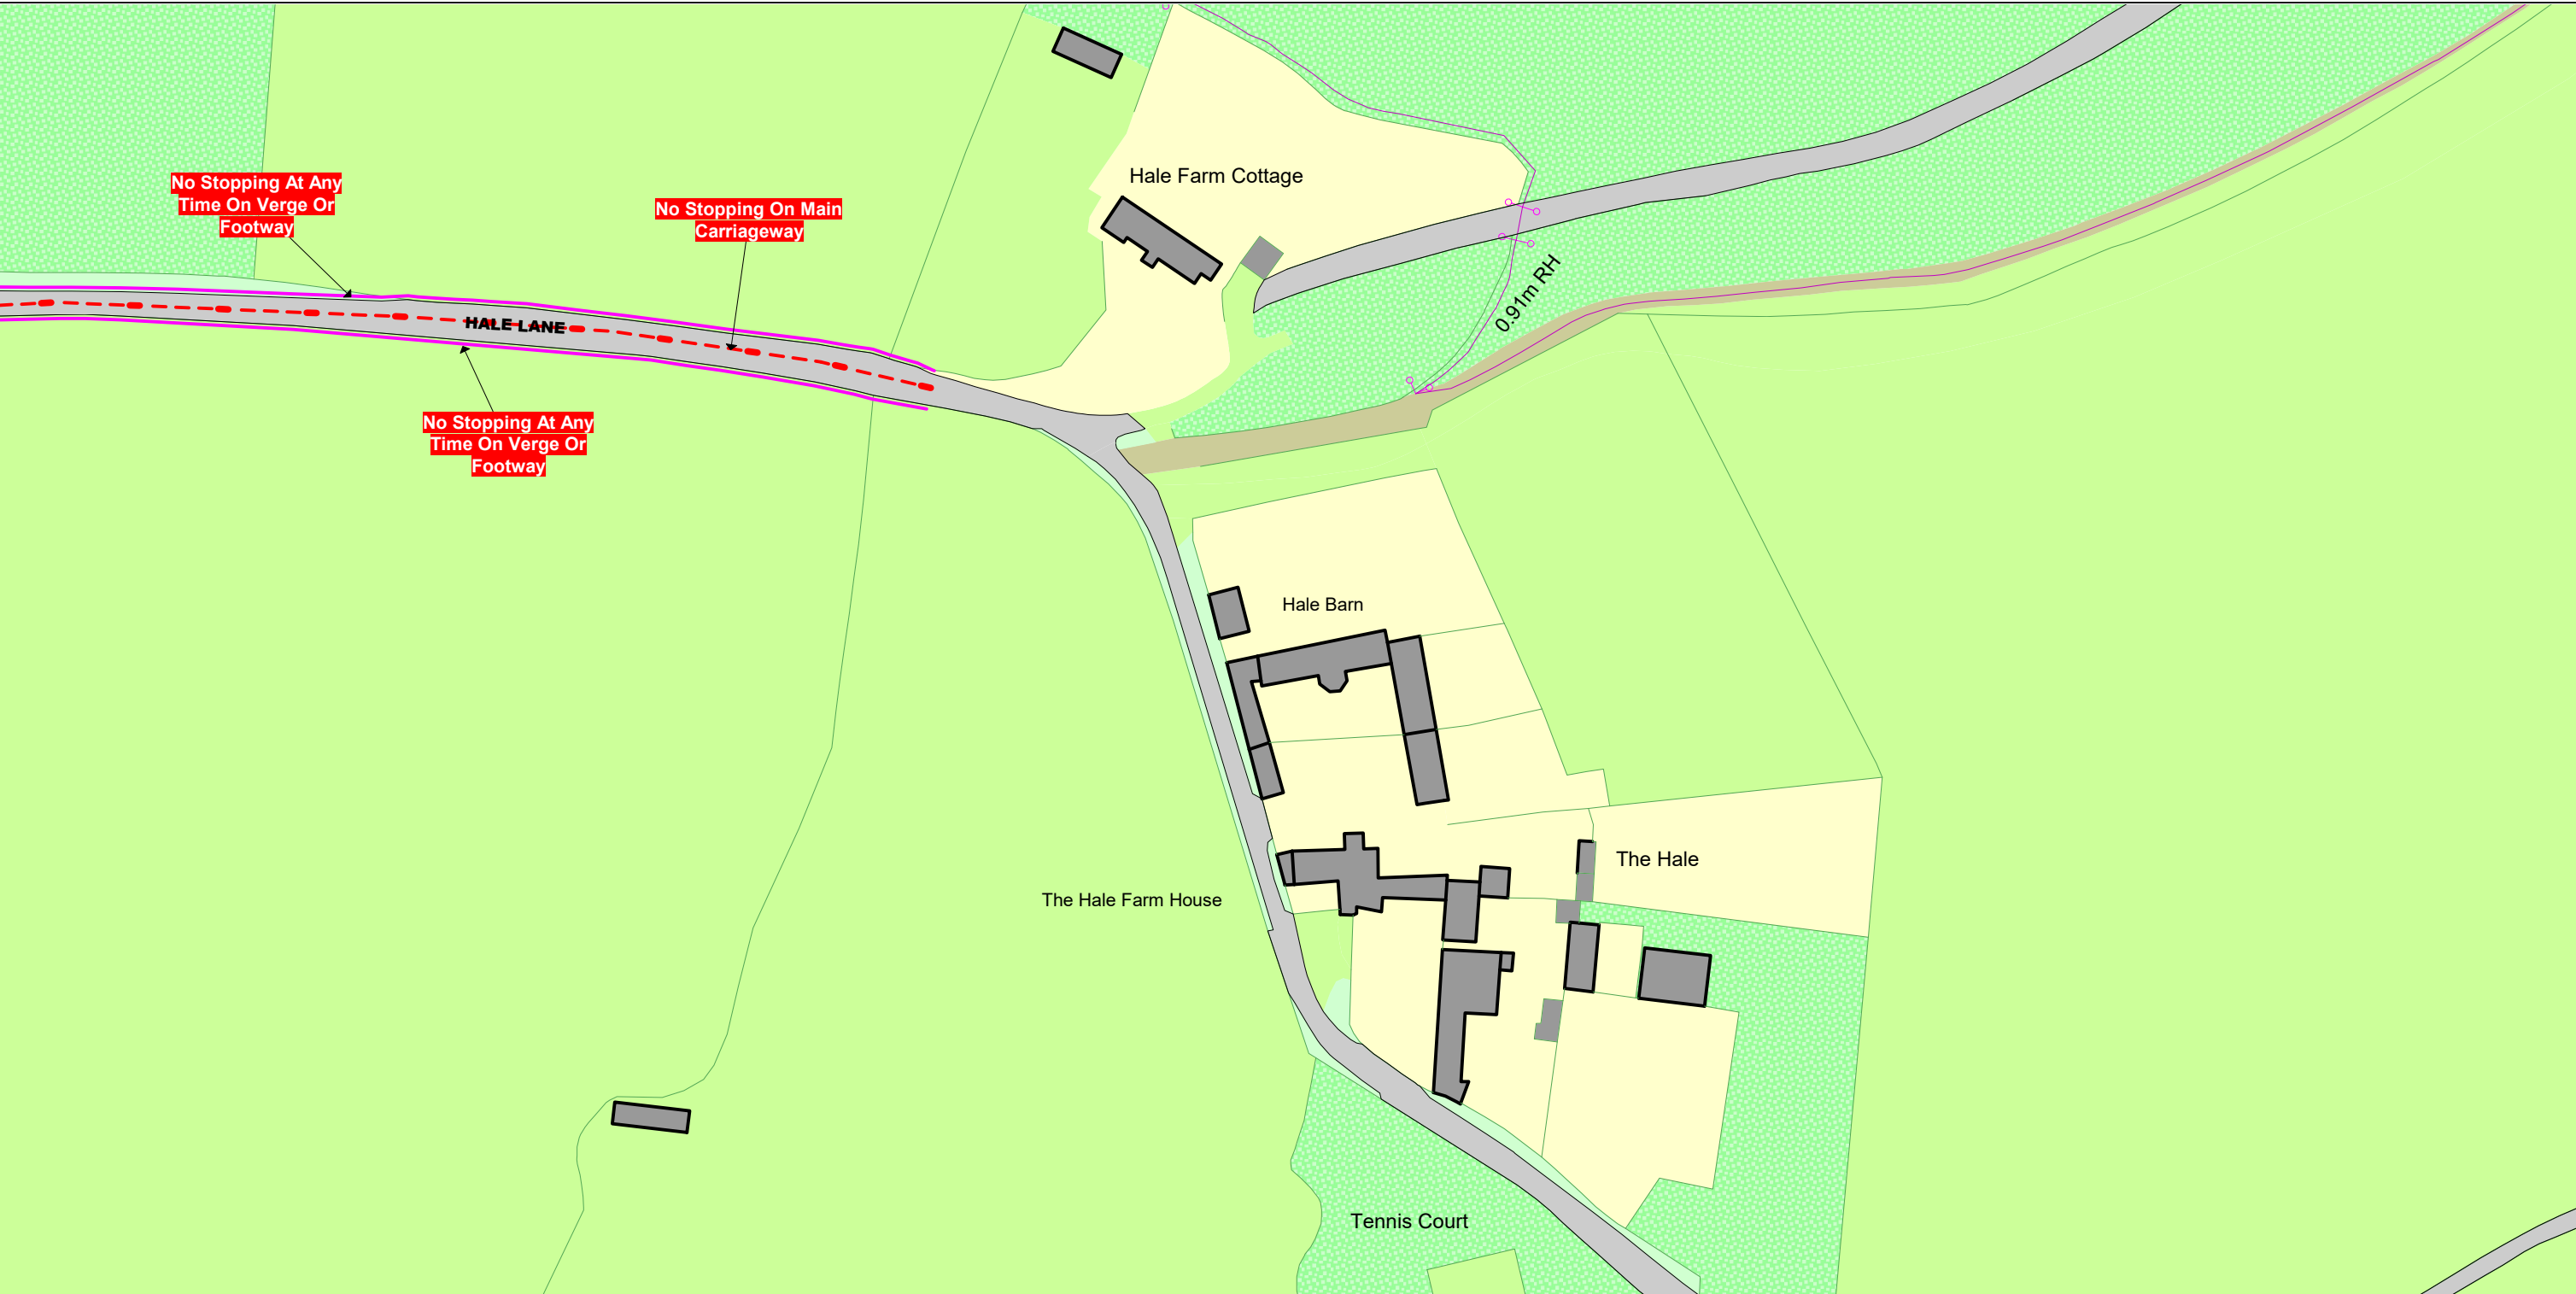 Hale Farm Cottage
No Stopping At Any
Time On Verge Or
Footway
No Stopping On Main
Carriageway
0.91m RH
HALE LANE
No Stopping At Any
Time On Verge Or
Footway
Hale Barn
The Hale
The Hale Farm House
Tennis Court